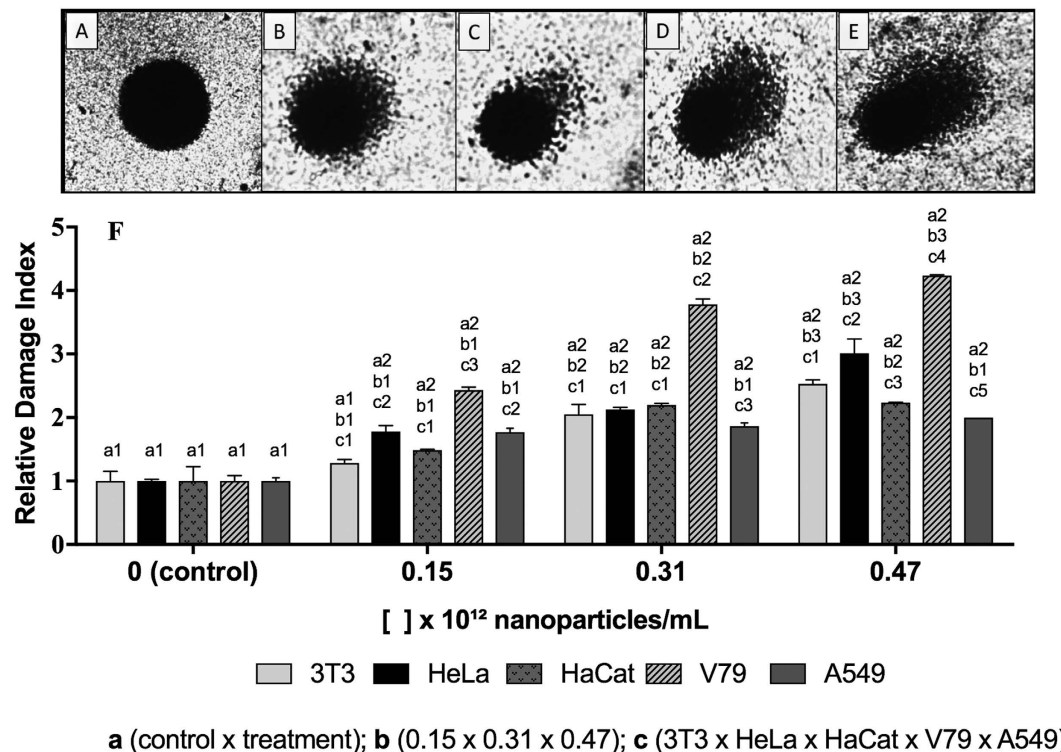 A B C D E
F
Relative Damage Index
5
4
3
2
1
0
a1 a1 a1 a1 a1
a1
b1
c1
a2
b1
c2
a2
b1
c1
a2
b1
c3
a2
b1
c2
a2
b2
c1
a2
b2
c1
a2
b2
c1
a2
b2
c2
a2
b1
c3
a2
b3
c1
a2
b3
c2
a2
b2
c3
a2
b3
c4
a2
b1
c5
0 (control) 0.15 0.31 0.47
[ ] x 10¹² nanoparticles/mL
3T3 HeLa HaCat V79 A549
a (control x treatment); b (0.15 x 0.31 x 0.47); c (3T3 x HeLa x HaCat x V79 x A549